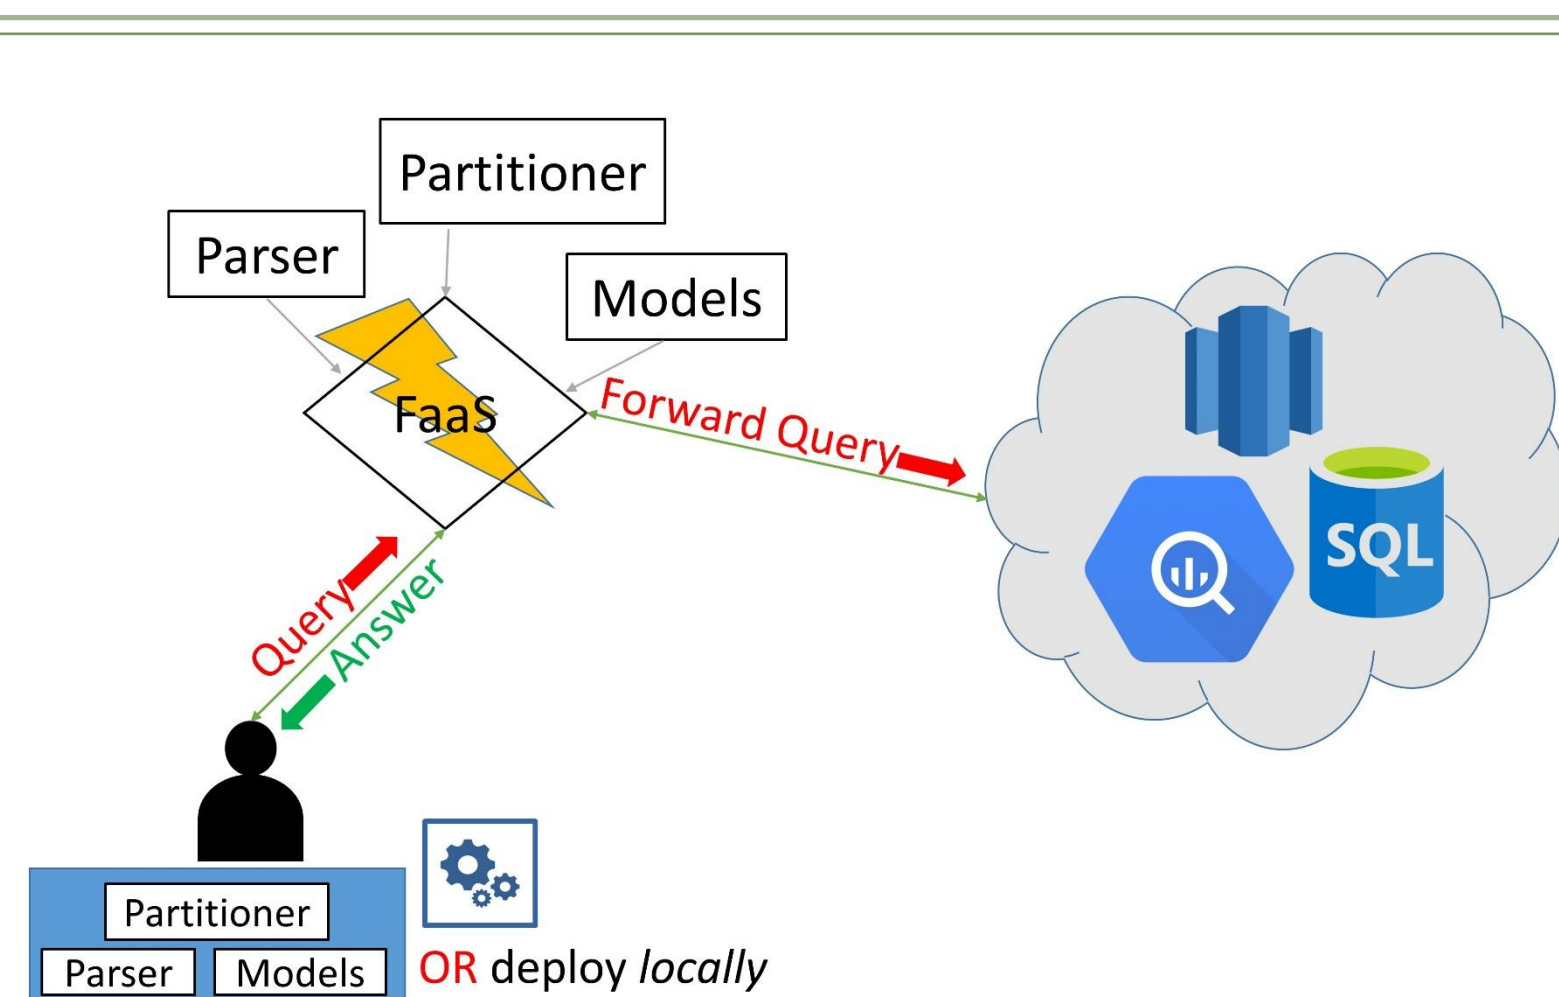 Partitioner
Parser
Models
FaaS
Forward Query
Query
Answer
SQL
Partitioner
Parser
Models
OR deploy locally